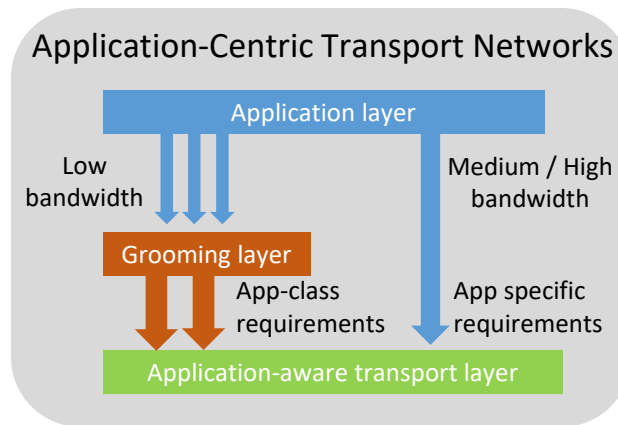 Application-Centric Transport Networks
Application layer
Low
bandwidth
Medium / High
bandwidth
Grooming layer
App-class
requirements
App specific
requirements
Application-aware transport layer